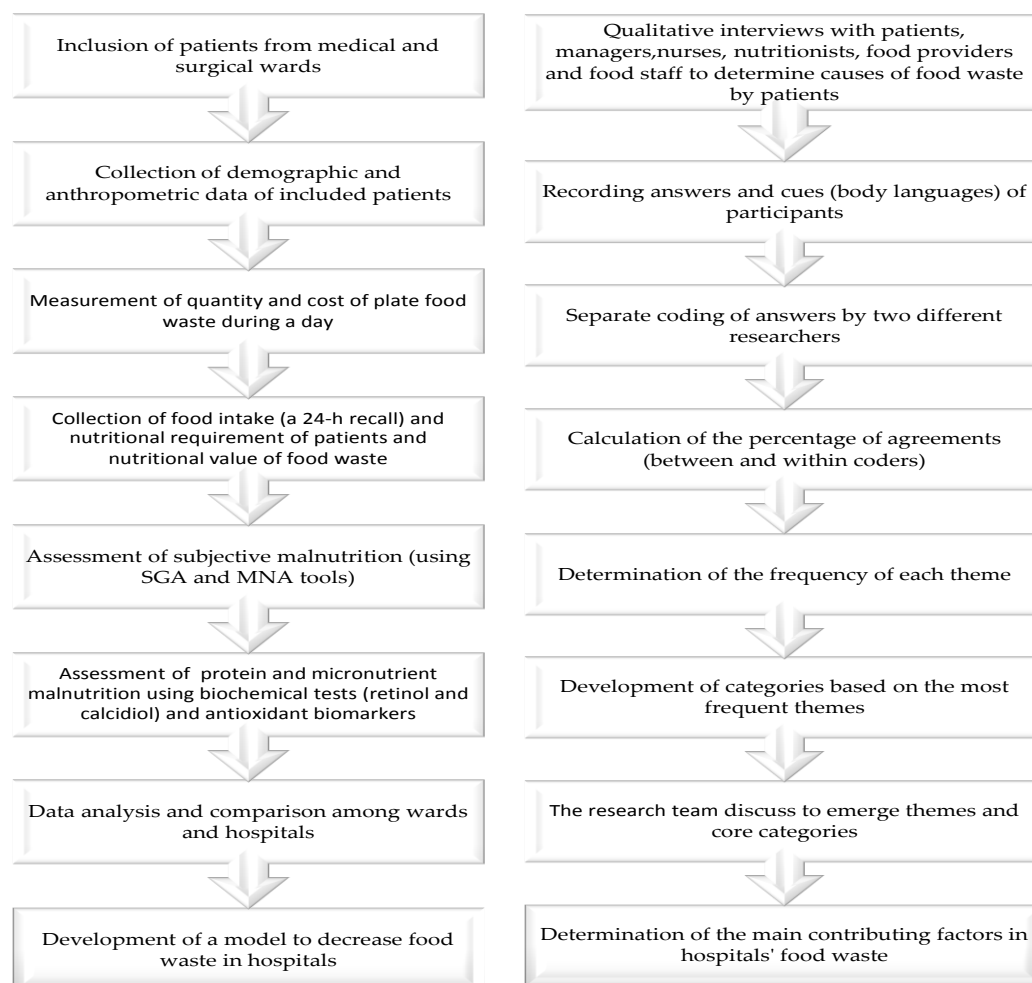 Inclusion of patients from medical and
surgical wards
Collection of demographic and
anthropometric data of included patients
Measurement of quantity and cost of plate food
waste during a day
Collection of food intake (a 24-h recall) and
nutritional requirement of patients and
nutritional value of food waste
Assessment of subjective malnutrition (using
SGA and MNA tools)
Assessment of protein and micronutrient
malnutrition using biochemical tests (retinol and
calcidiol) and antioxidant biomarkers
Data analysis and comparison among wards
and hospitals
Development of a model to decrease food
waste in hospitals
Qualitative interviews with patients,
managers,nurses, nutritionists, food providers
and food staff to determine causes of food waste
by patients
Recording answers and cues (body languages) of
participants
Separate coding of answers by two different
researchers
Calculation of the percentage of agreements
(between and within coders)
Determination of the frequency of each theme
Development of categories based on the most
frequent themes
The research team discuss to emerge themes and
core categories
Determination of the main contributing factors in
hospitals' food waste